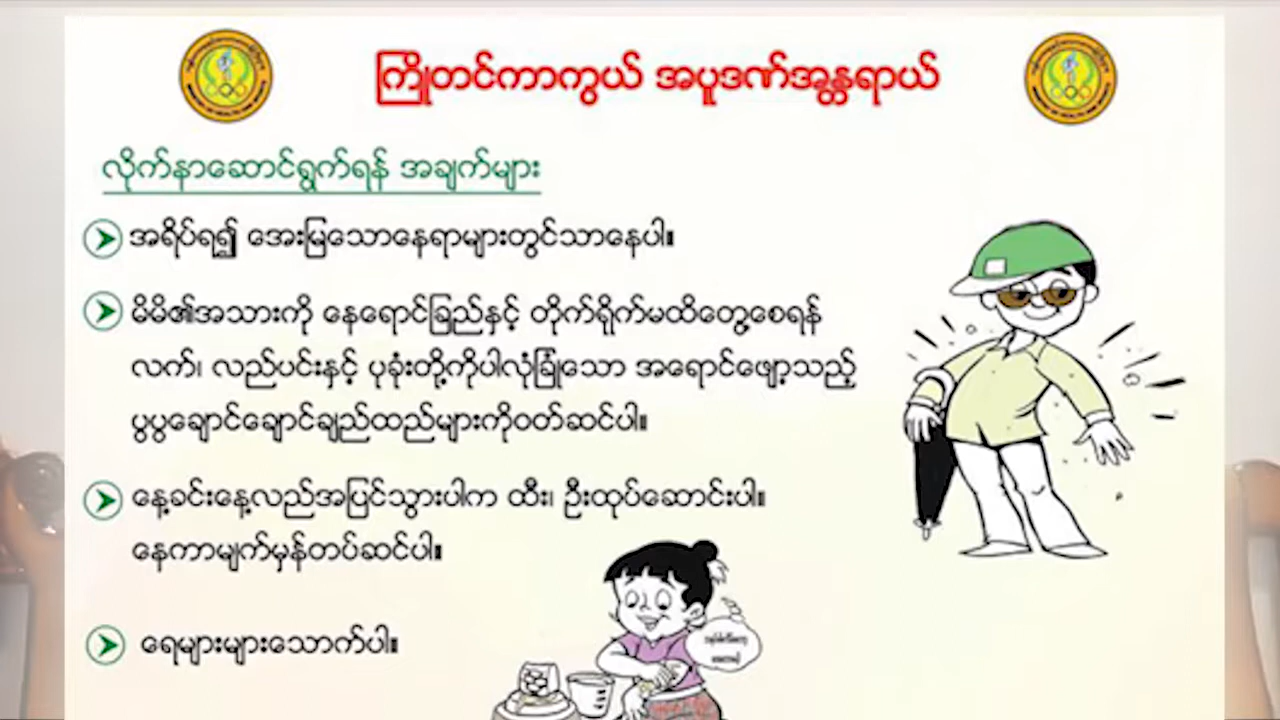 ကြိုတင်ကာကွယ် အပူဒဏ်အန္တရာယ်
လိုက်နာဆောင်ရွက်ရန် အချက်များ
အရိပ်ရ၍ အေးမြသောနေရာများတွင်သာနေပါ။
မိမိ၏အသားကို နေရောင်ခြည်နှင့် တိုက်ရိုက်မထိတွေ့စေရန်
လက်၊ လည်ပင်းနှင့် ပုခုံးတို့ကိုပါလုံခြုံသော အရောင်ဖျော့သည့်
ပွပွချောင်ချောင်ချည်ထည်များကိုဝတ်ဆင်ပါ။
နေ့ခင်းနေ့လည်အပြင်သွားပါက ထီး၊ ဦးထုပ်ဆောင်းပါ။
နေကာမျက်မှန်တပ်ဆင်ပါ။
ရေများများသောက်ပါ။